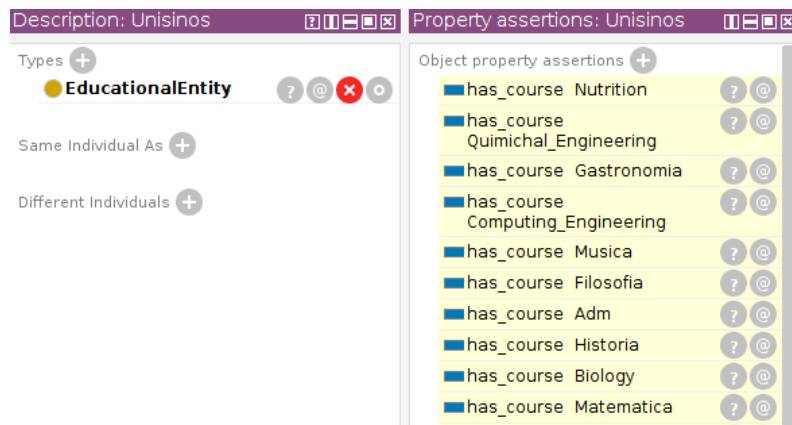 Description: Unisinos
Types
EducationalEntity
Same Individual As
Different Individuals
Property assertions: Unisinos
Object property assertions
has_course Nutrition
has_course
Quimichal_Engineering
has_course Gastronomia
has_course
Computing_Engineering
has_course Musica
has_course Filosofia
has_course Adm
has_course Historia
has_course Biology
has_course Matematica